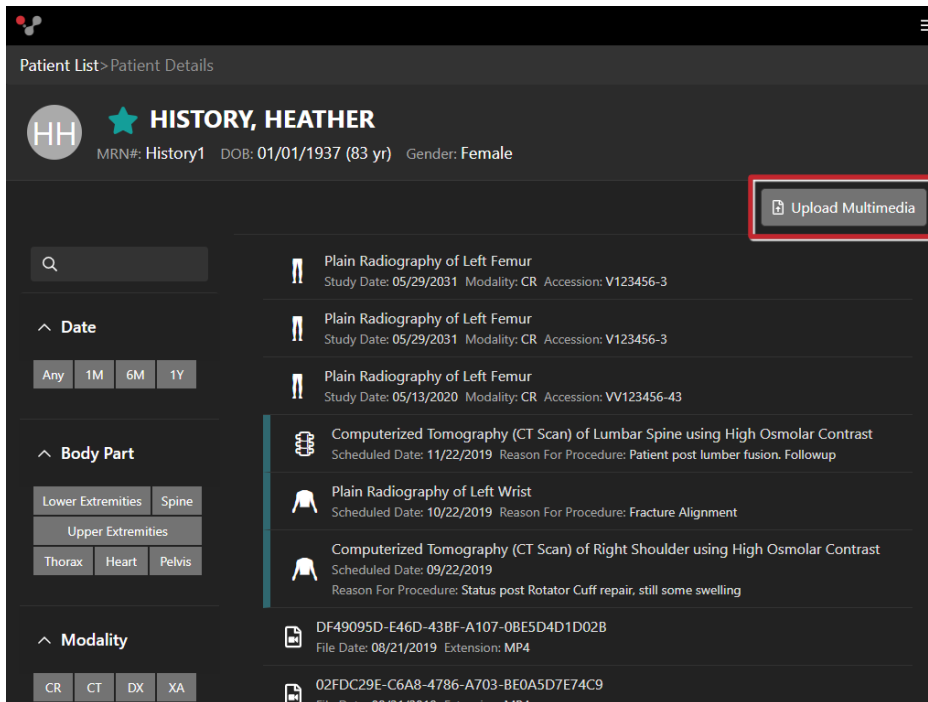 Patient List>Patient Details
HH
HISTORY, HEATHER
MRN#: History1 DOB: 01/01/1937 (83 yr) Gender: Female
Upload Multimedia
Date
Any 1M 6M 1Y
Body Part
Lower Extremities Spine
Upper Extremities
Thorax Heart Pelvis
Modality
CR CT DX XA
Plain Radiography of Left Femur
Study Date: 05/29/2031 Modality: CR Accession: V123456-3
Plain Radiography of Left Femur
Study Date: 05/29/2031 Modality: CR Accession: V123456-3
Plain Radiography of Left Femur
Study Date: 05/13/2020 Modality: CR Accession: VV123456-43
Computerized Tomography (CT Scan) of Lumbar Spine using High Osmolar Contrast
Scheduled Date: 11/22/2019 Reason For Procedure: Patient post lumber fusion. Followup
Plain Radiography of Left Wrist
Scheduled Date: 10/22/2019 Reason For Procedure: Fracture Alignment
Computerized Tomography (CT Scan) of Right Shoulder using High Osmolar Contrast
Scheduled Date: 09/22/2019
Reason For Procedure: Status post Rotator Cuff repair, still some swelling
DF49095D-E46D-43BF-A107-0BE5D4D1D02B
File Date: 08/21/2019 Extension: MP4
02FDC29E-C6A8-4786-A703-BE0A5D7E74C9